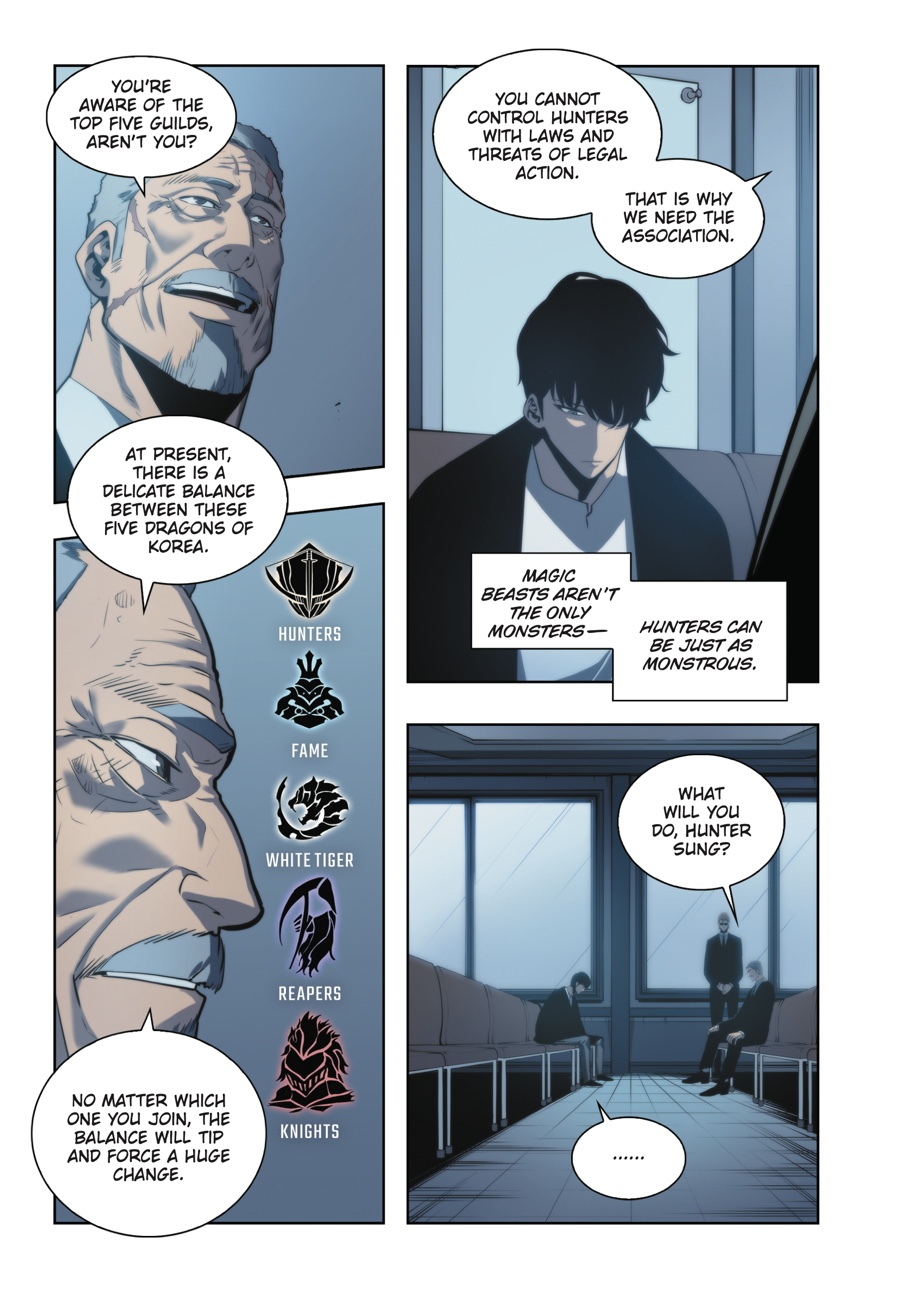 YOU'RE
AWARE OF THE
TOP FIVE GUILDS,
AREN'T YOU?
AT PRESENT,
THERE IS A
DELICATE BALANCE
BETWEEN THESE
FIVE DRAGONS OF
KOREA.
HUNTERS
FAME
WHITE TIGER
REAPERS
KNIGHTS
NO MATTER WHICH
ONE YOU JOIN, THE
BALANCE WILL TIP
AND FORCE A HUGE
CHANGE.
YOU CANNOT
CONTROL HUNTERS
WITH LAWS AND
THREATS OF LEGAL
ACTION.
THAT IS WHY
WE NEED THE
ASSOCIATION.
MAGIC
BEASTS AREN'T
THE ONLY
MONSTERS—
HUNTERS CAN
BE JUST AS
MONSTROUS.
WHAT
WILL YOU
DO, HUNTER
SUNG?
......